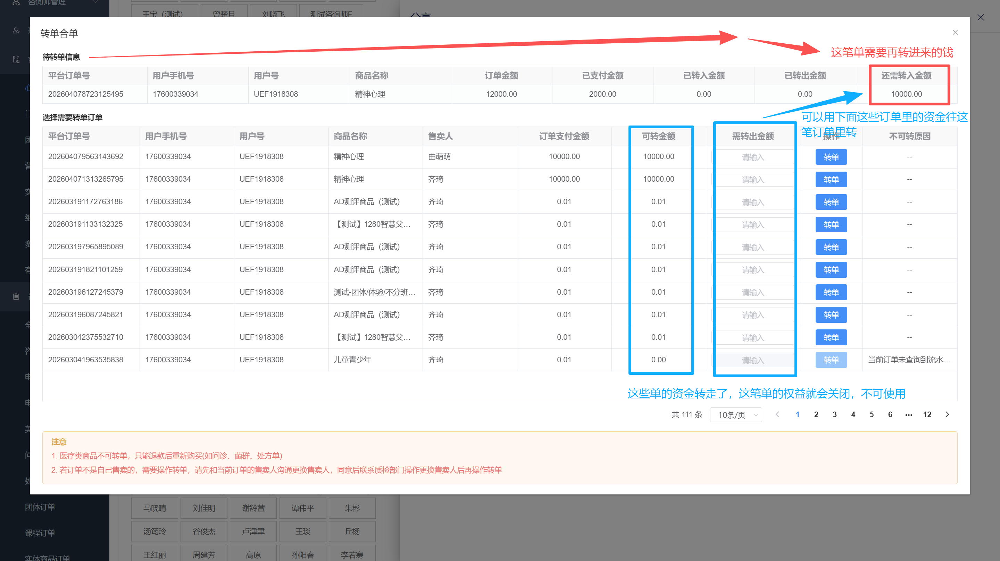 咨询师管理
王宝（测试） 曾楚月 刘晓飞 测试咨询师F
分享
转单合单
待转单信息
这笔单需要再转进来的钱
平台订单号 用户手机号 用户号 商品名称 订单金额 已支付金额 已转入金额 已转出金额 还需转入金额
202604078723125495 17600339034 UEF1918308 精神心理 12000.00 2000.00 0.00 0.00 10000.00
选择需要转单订单
可以用下面这些订单里的资金往这
笔订单里转
平台订单号 用户手机号 用户号 商品名称 售卖人 订单支付金额 可转金额 需转出金额 操作 不可转原因
202604079563143692 17600339034 UEF1918308 精神心理 曲萌萌 10000.00 10000.00 请输入 转单 --
202604071313265795 17600339034 UEF1918308 精神心理 齐琦 10000.00 10000.00 请输入 转单 --
202603191172763186 17600339034 UEF1918308 AD测评商品（测试） 齐琦 0.01 0.01 请输入 转单 --
202603191133132325 17600339034 UEF1918308 【测试】1280智慧父... 齐琦 0.01 0.01 请输入 转单 --
202603197965895089 17600339034 UEF1918308 AD测评商品（测试） 齐琦 0.01 0.01 请输入 转单 --
202603191821101259 17600339034 UEF1918308 AD测评商品（测试） 齐琦 0.01 0.01 请输入 转单 --
202603196127245379 17600339034 UEF1918308 测试-团体/体验/不分班... 齐琦 0.01 0.01 请输入 转单 --
202603196087245821 17600339034 UEF1918308 AD测评商品（测试） 齐琦 0.01 0.01 请输入 转单 --
202603042375532710 17600339034 UEF1918308 【测试】1280智慧父... 齐琦 0.01 0.01 请输入 转单 --
202603041963535838 17600339034 UEF1918308 儿童青少年 齐琦 0.01 0.00 请输入 转单 当前订单未查询到流水...
这些单的资金转走了，这笔单的权益就会关闭，不可使用
共 111 条 10条/页 1 2 3 4 5 6 ... 12
注意
1. 医疗类商品不可转单，只能退款后重新购买(如问诊、菌群、处方单)
2. 若订单不是自己售卖的，需要操作转单，请先和当前订单的售卖人沟通更换售卖人，同意后联系质检部门操作更换售卖人后再操作转单
团体订单
课程订单
实体商品订单
马晓晴 刘佳明 谢龄萱 谭伟平 朱彬
汤筠玲 谷俊杰 卢津聿 王琰 丘杨
王红丽 周建芳 高原 孙阳春 李若寒